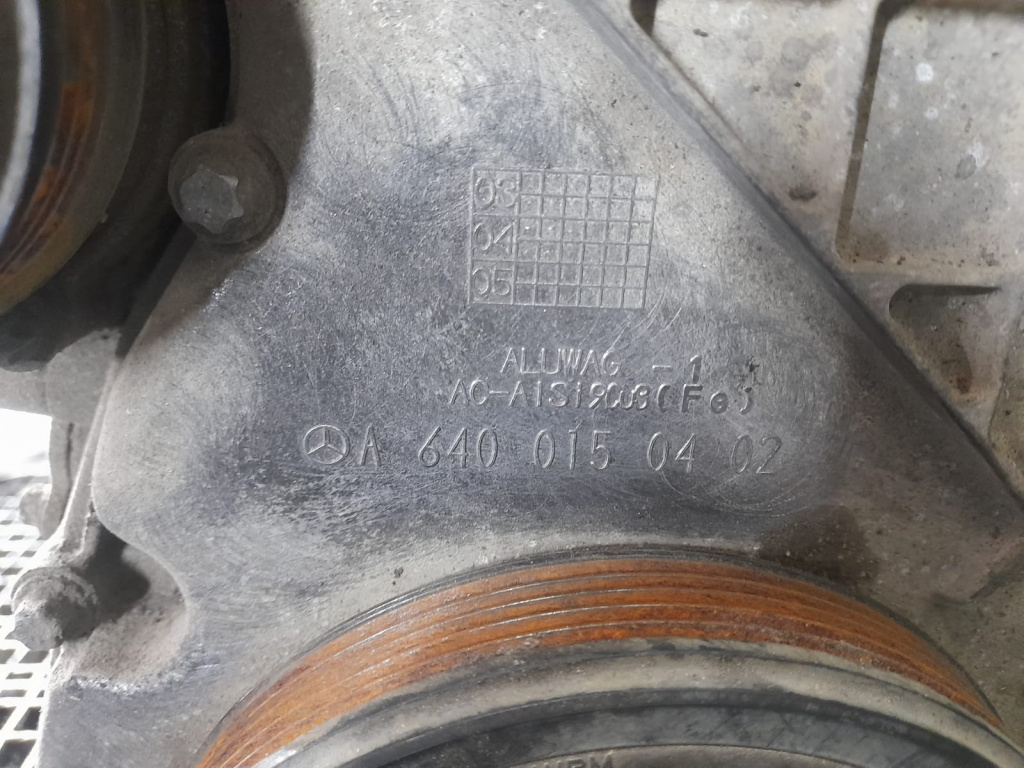 03
04
05
ALUWAG - 1
AC-AlSi9Cu3(Fe)
A 640 015 04 02